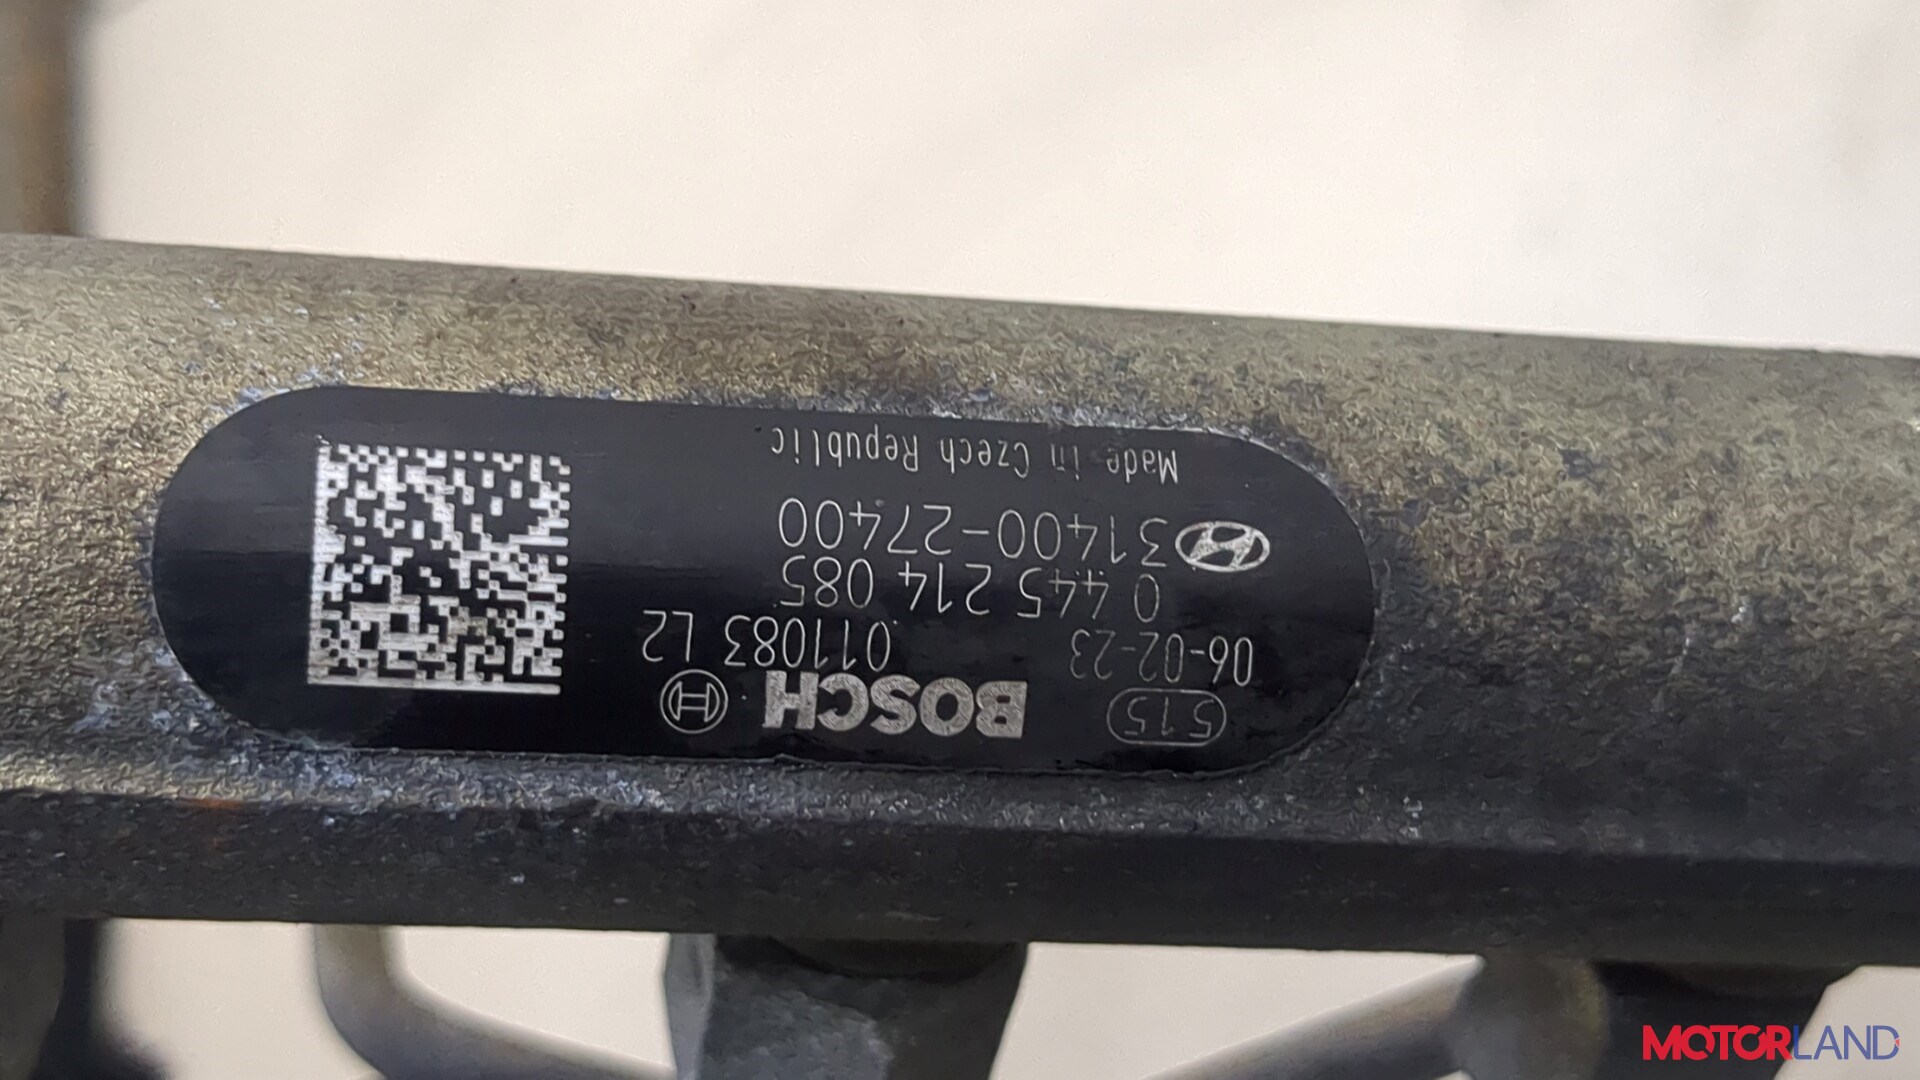 515 BOSCH
06-02-23 011083 L2
0 445 214 085
31400-27400
Made in Czech Republic
MOTORLAND